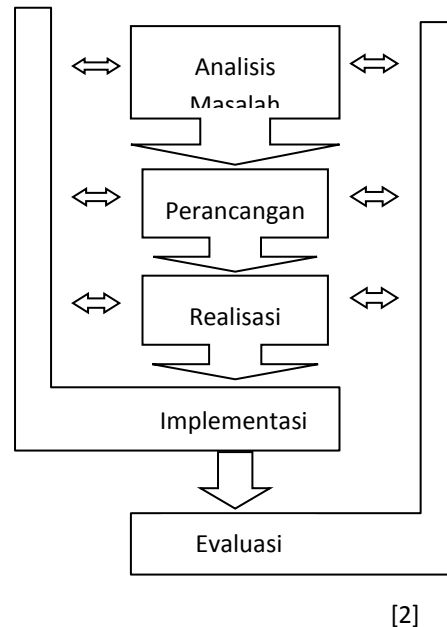 Analisis
Masalah
Perancangan
Realisasi
Implementasi
Evaluasi
[2]